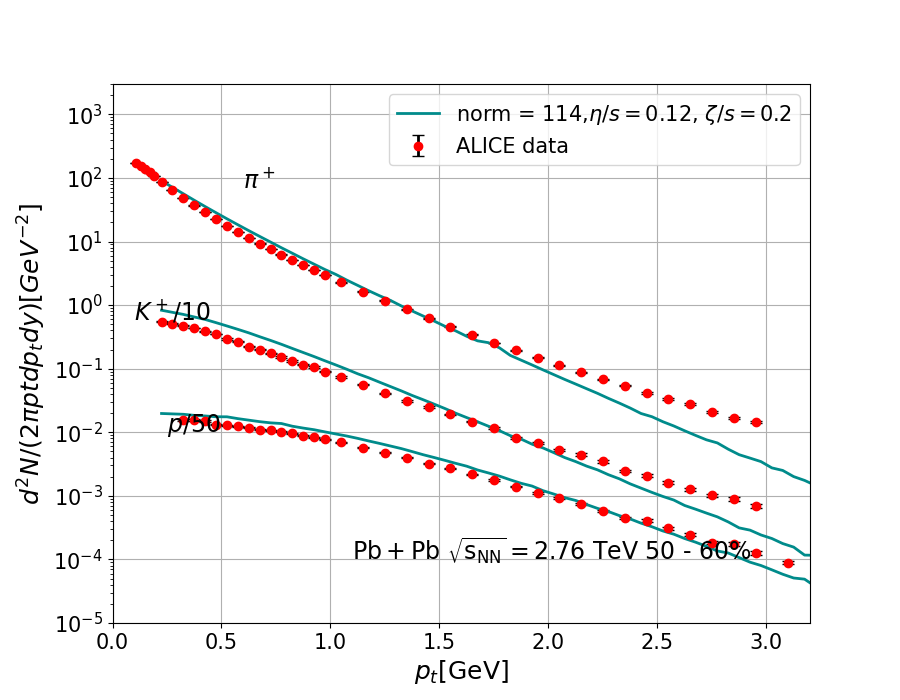 norm = 114,η/s = 0.12, ζ/s = 0.2
ALICE data
π⁺
K⁺/10
p/50
Pb + Pb √s_NN = 2.76 TeV 50 - 60%
d²N/(2πptdp_tdy)[GeV⁻²]
10³
10²
10¹
10⁰
10⁻¹
10⁻²
10⁻³
10⁻⁴
10⁻⁵
0.0 0.5 1.0 1.5 2.0 2.5 3.0
p_t[GeV]